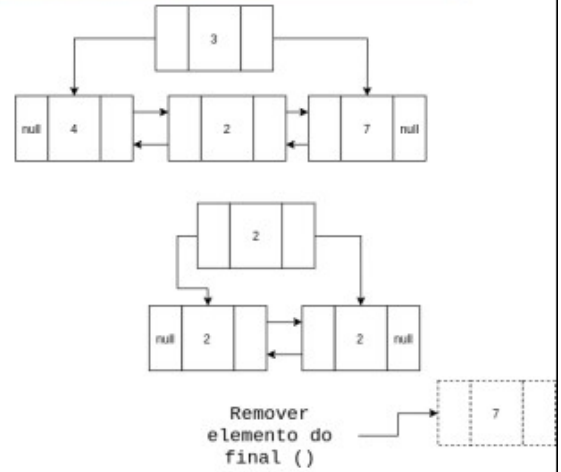 3
null 4 2 7 null
2
null 2 2 null
7
Remover
elemento do
final ()